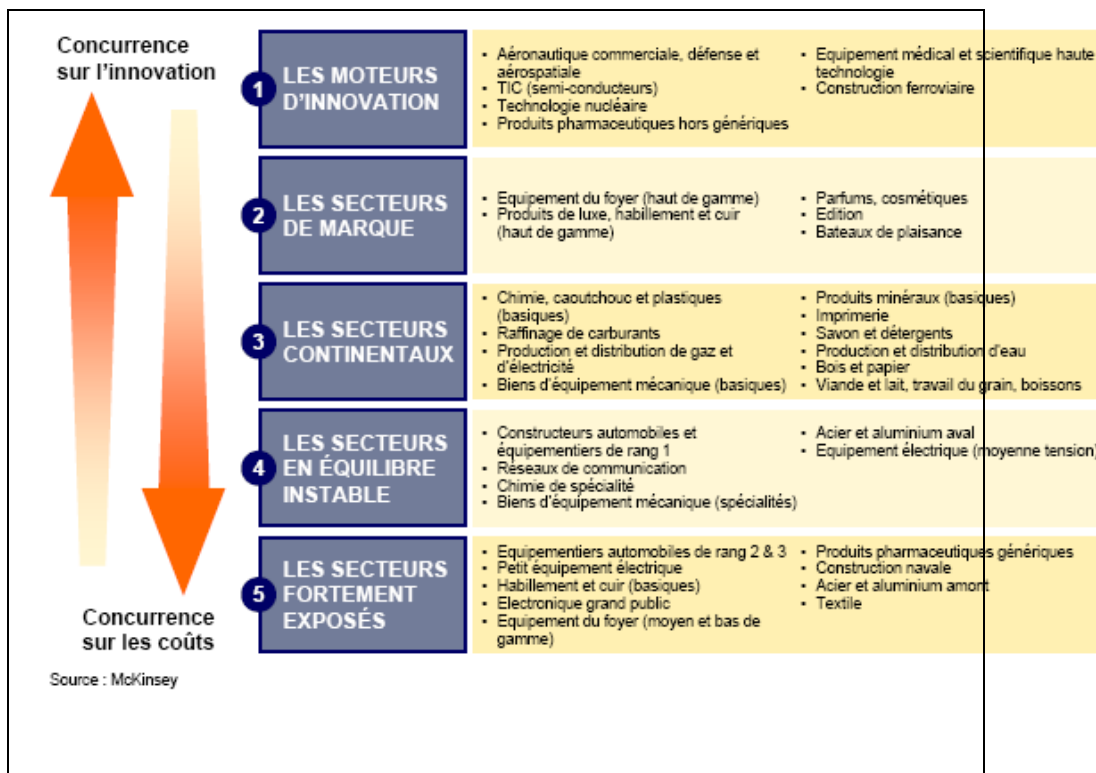 Concurrence
sur l'innovation
1
LES MOTEURS
D'INNOVATION
• Aéronautique commerciale, défense et
aérospatiale
• TIC (semi-conducteurs)
• Technologie nucléaire
• Produits pharmaceutiques hors génériques
• Equipement médical et scientifique haute
technologie
• Construction ferroviaire
2
LES SECTEURS
DE MARQUE
• Equipement du foyer (haut de gamme)
• Produits de luxe, habillement et cuir
(haut de gamme)
• Parfums, cosmétiques
• Edition
• Bateaux de plaisance
3
LES SECTEURS
CONTINENTAUX
• Chimie, caoutchouc et plastiques
(basiques)
• Raffinage de carburants
• Production et distribution de gaz et
d'électricité
• Biens d'équipement mécanique (basiques)
• Produits minéraux (basiques)
• Imprimerie
• Savon et détergents
• Production et distribution d'eau
• Bois et papier
• Viande et lait, travail du grain, boissons
4
LES SECTEURS
EN ÉQUILIBRE
INSTABLE
• Constructeurs automobiles et
équipementiers de rang 1
• Réseaux de communication
• Chimie de spécialité
• Biens d'équipement mécanique (spécialités)
• Acier et aluminium aval
• Equipement électrique (moyenne tension)
5
LES SECTEURS
FORTEMENT
EXPOSÉS
• Equipementiers automobiles de rang 2 & 3
• Petit équipement électrique
• Habillement et cuir (basiques)
• Electronique grand public
• Equipement du foyer (moyen et bas de
gamme)
• Produits pharmaceutiques génériques
• Construction navale
• Acier et aluminium amont
• Textile
Concurrence
sur les coûts
Source : McKinsey